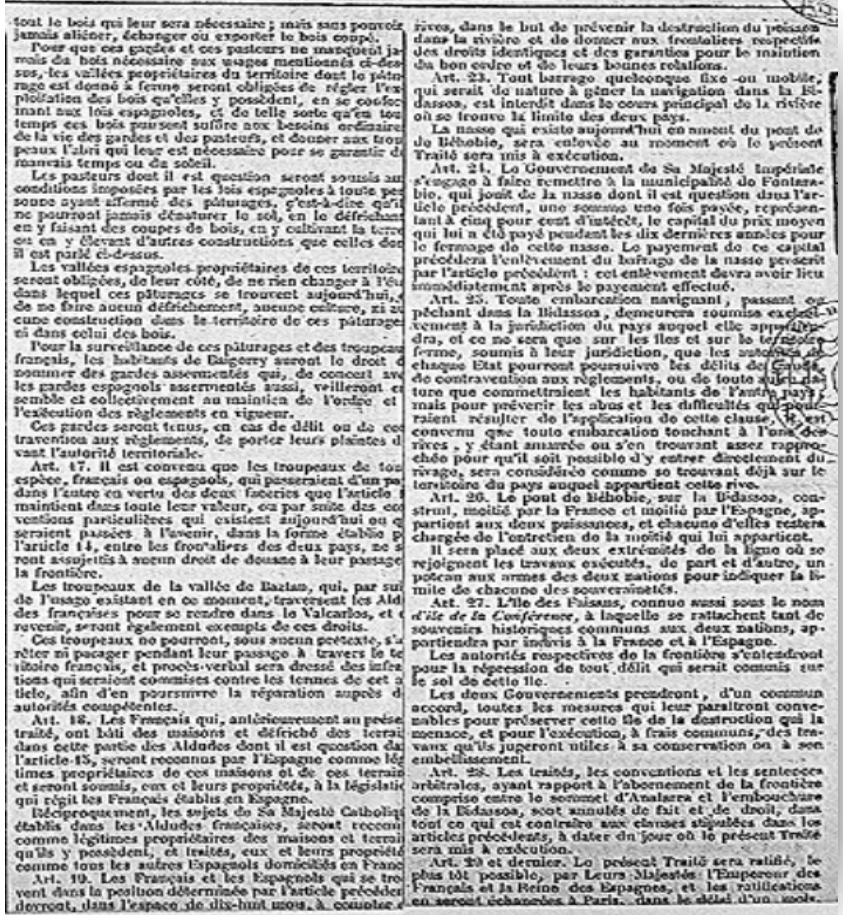 tout le bois qui leur sera nécessaire ; mais sans pouvoir
jamais aliéner, échanger ou exporter le bois coupé.
Pour que ces gardes et ces pasteurs ne manquent ja-
mais du bois nécessaire aux usages mentionnés ci-des-
sus, les vallées propriétaires du territoire dont le pâtu-
rage est donné à ferme seront obligées de régler l'ex-
ploitation des bois qu'elles y possèdent, en se confor-
mant aux lois espagnoles, et de telle sorte qu'en tou
temps ces bois puissent suffire aux besoins ordinaire
de la vie des gardes et des pasteurs, et donner aux trou
peaux l'abri qui leur est nécessaire pour se garantir du
mauvais temps ou du soleil.
Les pasteurs dont il est question seront soumis au
conditions imposées par les lois espagnoles à toute per
sonne ayant affermé des pâturages, c'est-à-dire qu'il
ne pourront jamais dénaturer le sol, en le défrichan
en y faisant des coupes de bois, en y cultivant la terre
ou en y élevant d'autres constructions que celles don
il est parlé ci-dessus.
Les vallées espagnoles propriétaires de ces territoire
seront obligées, de leur côté, de ne rien changer à l'éta
dans lequel ces pâturages se trouvent aujourd'hui,
de ne faire aucun défrichement, aucune culture, ni au
cune construction dans le territoire de ces pâturage
ni dans celui des bois.
Pour la surveillance de ces pâturages et des troupeau
français, les habitants de Baïgorry auront le droit d
nommer des gardes assermentés qui, de concert ave
les gardes espagnols assermentés aussi, veilleront en
semble et collectivement au maintien de l'ordre et
l'exécution des règlements en vigueur.
Ces gardes seront tenus, en cas de délit ou de con
travention aux règlements, de porter leurs plaintes d
vant l'autorité territoriale.
Art. 17. Il est convenu que les troupeaux de tou
espèce, français ou espagnols, qui passeraient d'un pa
dans l'autre en vertu des deux faceries que l'article
maintient dans toute leur valeur, ou par suite des con
ventions particulières qui existent aujourd'hui ou q
seraient passées à l'avenir, dans la forme établie p
l'article 14, entre les frontaliers des deux pays, ne s
ront assujettis à aucun droit de douane à leur passage
la frontière.
Les troupeaux de la vallée de Baztan, qui, par sui
de l'usage existant en ce moment, traversent les Ald
des françaises pour se rendre dans le Valcarlos, et e
revenir, seront également exempts de ces droits.
Ces troupeaux ne pourront, sous aucun prétexte, s'a
rêter ni pacager pendant leur passage à travers le te
ritoire français, et procès-verbal sera dressé des infra
tions qui seraient commises contre les termes de cet a
ticle, afin d'en poursuivre la réparation auprès d
autorités compétentes.
Art. 18. Les Français qui, antérieurement au prése
traité, ont bâti des maisons et défriché des terrai
dans cette partie des Aldudes dont il est question da
l'article 15, seront reconnus par l'Espagne comme lég
times propriétaires de ces maisons et de ces terrain
et seront soumis, eux et leurs propriétés, à la législatio
qui régit les Français établis en Espagne.
Réciproquement, les sujets de Sa Majesté Catholiq
établis dans les Aldudes françaises, seront reconn
comme légitimes propriétaires des maisons et terrai
qu'ils y possèdent, et traités, eux et leurs propriété
comme tous les autres Espagnols domiciliés en Franc
Art. 19. Les Français et les Espagnols qui se tro
vent dans la position déterminée par l'article précéden
devront, dans l'espace de dix-huit mois, à compter
rives, dans le but de prévenir la destruction du poisson
dans la rivière et de donner aux frontaliers respectifs
des droits identiques et des garanties pour le maintien
du bon ordre et de leurs bonnes relations.
Art. 23. Tout barrage quelconque fixe ou mobile,
qui serait de nature à gêner la navigation dans la Bi-
dassoa, est interdit dans le cours principal de la rivière
où se trouve la limite des deux pays.
La nasse qui existe aujourd'hui en amont du pont de
de Béhobie, sera enlevée au moment où le présent
Traité sera mis à exécution.
Art. 24. Le Gouvernement de Sa Majesté Impériale
s'engage à faire remettre à la municipalité de Fontara-
bie, qui jouit de la nasse dont il est question dans l'ar-
ticle précédent, une somme une fois payée, représen-
tant à cinq pour cent d'intérêt, le capital du prix moyen
qui lui a été payé pendant les dix dernières années pour
le fermage de cette nasse. Le payement de ce capital
précédera l'enlèvement du barrage de la nasse prescrit
par l'article précédent : cet enlèvement devra avoir lieu
immédiatement après le payement effectué.
Art. 25. Toute embarcation navigant, passant ou
pêchant dans la Bidassoa, demeurera soumise exclusi-
vement à la juridiction du pays auquel elle appartien-
dra, et ce ne sera que sur les îles et sur le territoire
ferme, soumis à leur juridiction, que les autorités de
chaque Etat pourront poursuivre les délits de fraude,
de contravention aux règlements, ou de toute autre na-
ture que commettraient les habitants de l'autre pays ;
mais pour prévenir les abus et les difficultés qui pour-
raient résulter de l'application de cette clause, il est
convenu que toute embarcation touchant à l'une des
rives, y étant amarrée ou s'en trouvant assez rappro-
chée pour qu'il soit possible d'y entrer directement du
rivage, sera considérée comme se trouvant déjà sur le
territoire du pays auquel appartient cette rive.
Art. 26. Le pont de Béhobie, sur la Bidassoa, con-
struit, moitié par la France et moitié par l'Espagne, ap-
partient aux deux puissances, et chacune d'elles restera
chargée de l'entretien de la moitié qui lui appartient.
Il sera placé aux deux extrémités de la ligne où se
rejoignent les travaux exécutés, de part et d'autre, un
poteau aux armes des deux nations pour indiquer la li-
mite de chacune des souverainetés.
Art. 27. L'île des Faisans, connue aussi sous le nom
d'île de la Conférence, à laquelle se rattachent tant de
souvenirs historiques communs aux deux nations, ap-
partiendra par indivis à la France et à l'Espagne.
Les autorités respectives de la frontière s'entendront
pour la répression de tout délit qui serait commis sur
le sol de cette île.
Les deux Gouvernements prendront, d'un commun
accord, toutes les mesures qui leur paraîtront conve-
nables pour préserver cette île de la destruction qui la
menace, et pour l'exécution, à frais communs, des tra-
vaux qu'ils jugeront utiles à sa conservation ou à son
embellissement.
Art. 28. Les traités, les conventions et les sentences
arbitrales, ayant rapport à l'abornement de la frontière
comprise entre le sommet d'Analarra et l'embouchure
de la Bidassoa, sont annulés de fait et de droit, dans
tout ce qui est contraire aux clauses stipulées dans les
articles précédents, à dater du jour où le présent Traité
sera mis à exécution.
Art. 29 et dernier. Le présent Traité sera ratifié, le
plus tôt possible, par Leurs Majestés l'Empereur des
Français et la Reine des Espagnes, et les ratifications
en seront échangées à Paris, dans le délai d'un mois,